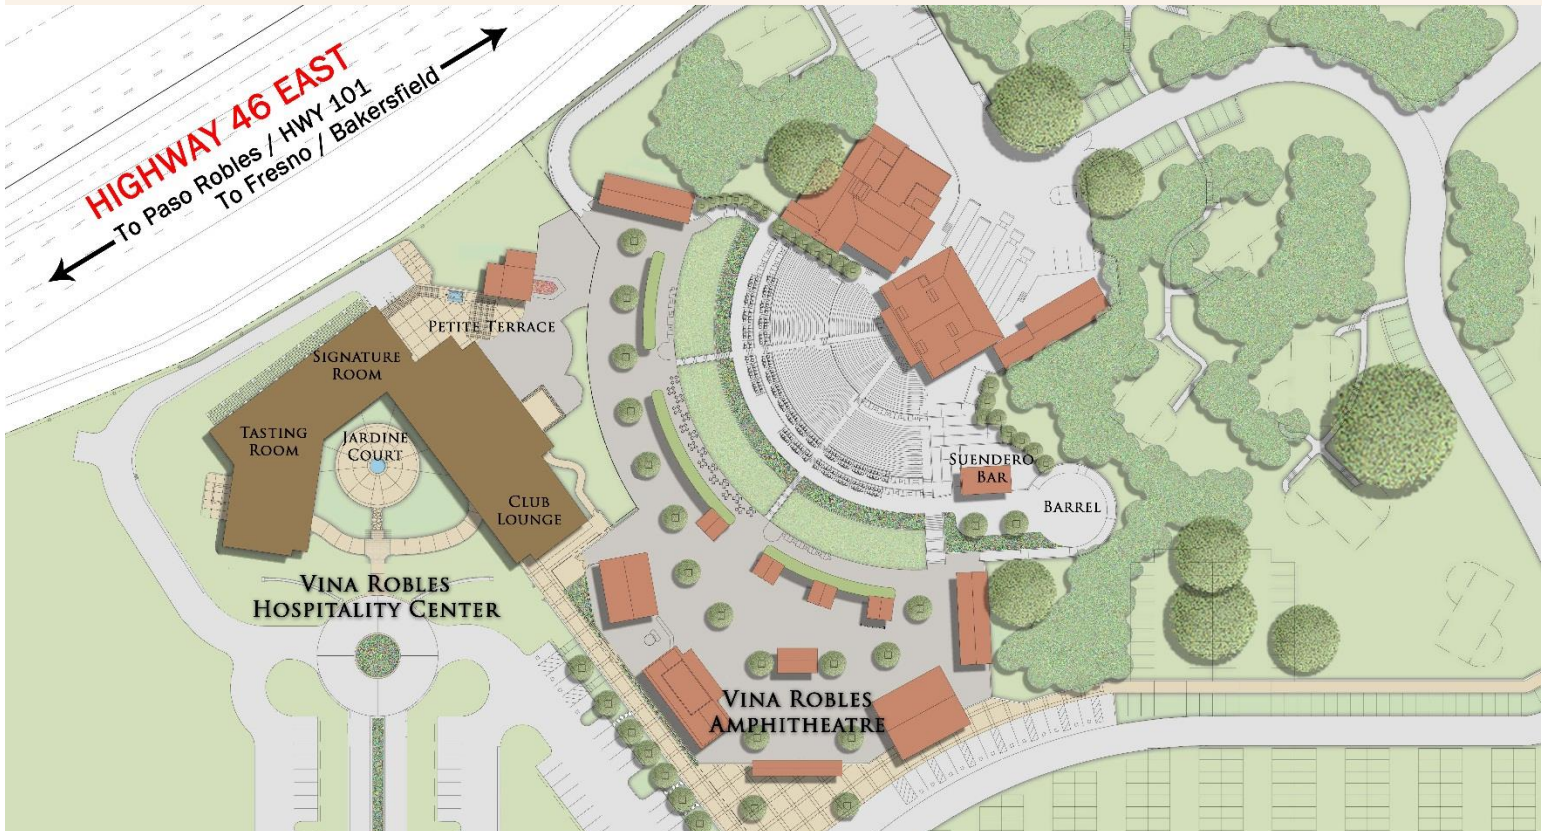 HIGHWAY 46 EAST
To Paso Robles / HWY 101
To Fresno / Bakersfield
PETITE TERRACE
SIGNATURE
ROOM
TASTING
ROOM
JARDINE
COURT
CLUB
LOUNGE
SUENDERO
BAR
BARREL
VINA ROBLES
HOSPITALITY CENTER
VINA ROBLES
AMPHITHEATRE